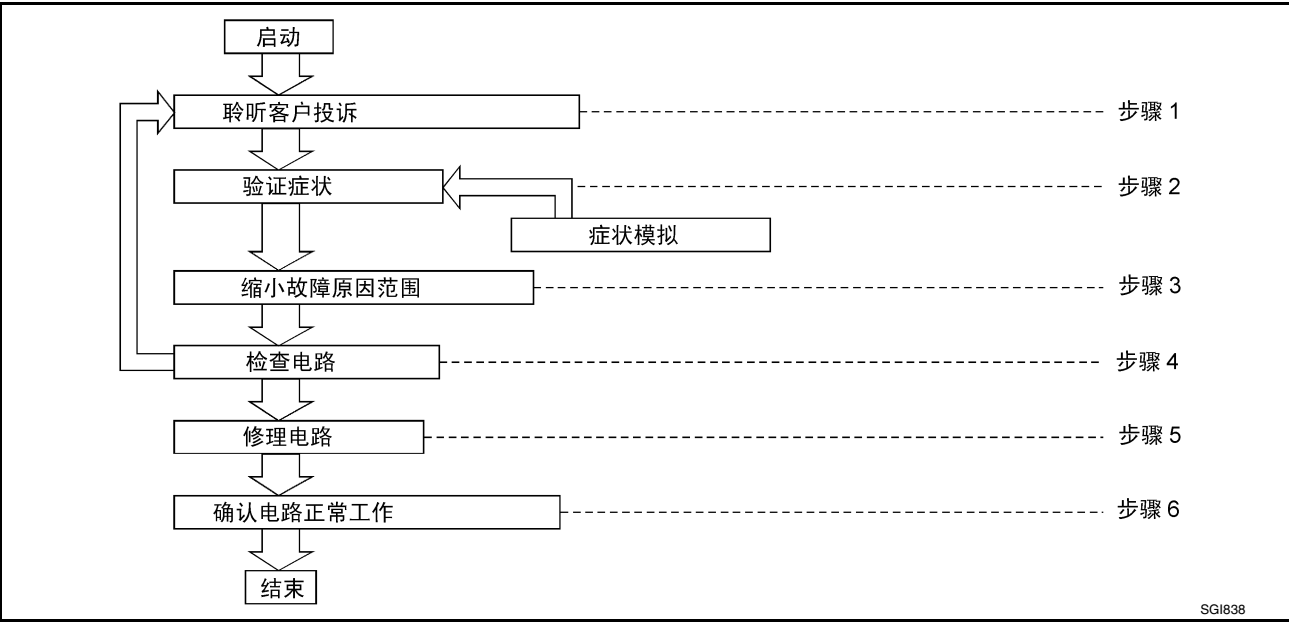 启动
聆听客户投诉 步骤 1
验证症状 步骤 2
症状模拟
缩小故障原因范围 步骤 3
检查电路 步骤 4
修理电路 步骤 5
确认电路正常工作 步骤 6
结束
SGI838